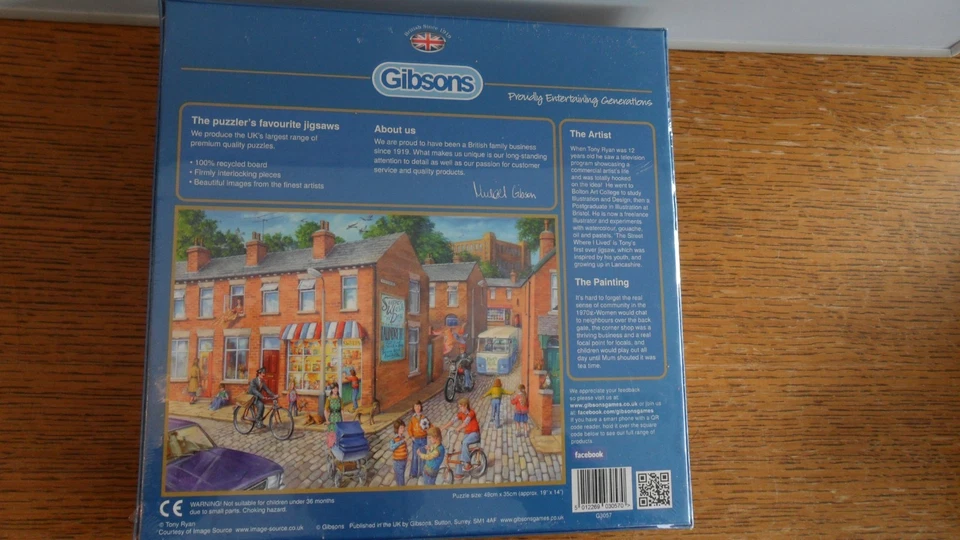 British Since 1919
Gibsons
Proudly Entertaining Generations
The puzzler's favourite jigsaws
We produce the UK's largest range of
premium quality puzzles.
• 100% recycled board
• Firmly interlocking pieces
• Beautiful images from the finest artists
About us
We are proud to have been a British family business
since 1919. What makes us unique is our long-standing
attention to detail as well as our passion for customer
service and quality products.
Michael Gibson
The Artist
When Tony Ryan was 12
years old he saw a television
program showcasing a
commercial artist's life
and was totally hooked
on the idea! He went to
Bolton Art College to study
Illustration and Design, then a
Postgraduate in Illustration at
Bristol. He is now a freelance
illustrator and experiments
with watercolour, gouache,
oil and pastels. 'The Street
Where I Lived' is Tony's
first ever jigsaw, which was
inspired by his youth, and
growing up in Lancashire.
The Painting
It's hard to forget the real
sense of community in the
1970s. Women would chat
to neighbours over the back
gate, the corner shop was a
thriving business and a real
focal point for locals, and
children would play out all
day until Mum shouted it was
tea time.
We appreciate your feedback
so please visit us at
www.gibsonsgames.co.uk or join us
at: facebook.com/gibsonsgames
If you have a smart phone with a QR
code reader, hold it over the square
code below to see our full range of
products.
facebook
Puzzle size: 49cm x 35cm (approx. 19" x 14")
CE
WARNING! Not suitable for children under 36 months
due to small parts. Choking hazard.
5 012269 030570 >
G3057
© Tony Ryan
Courtesy of Image Source www.image-source.co.uk
© Gibsons Published in the UK by Gibsons, Sutton, Surrey, SM1 4AF www.gibsonsgames.co.uk